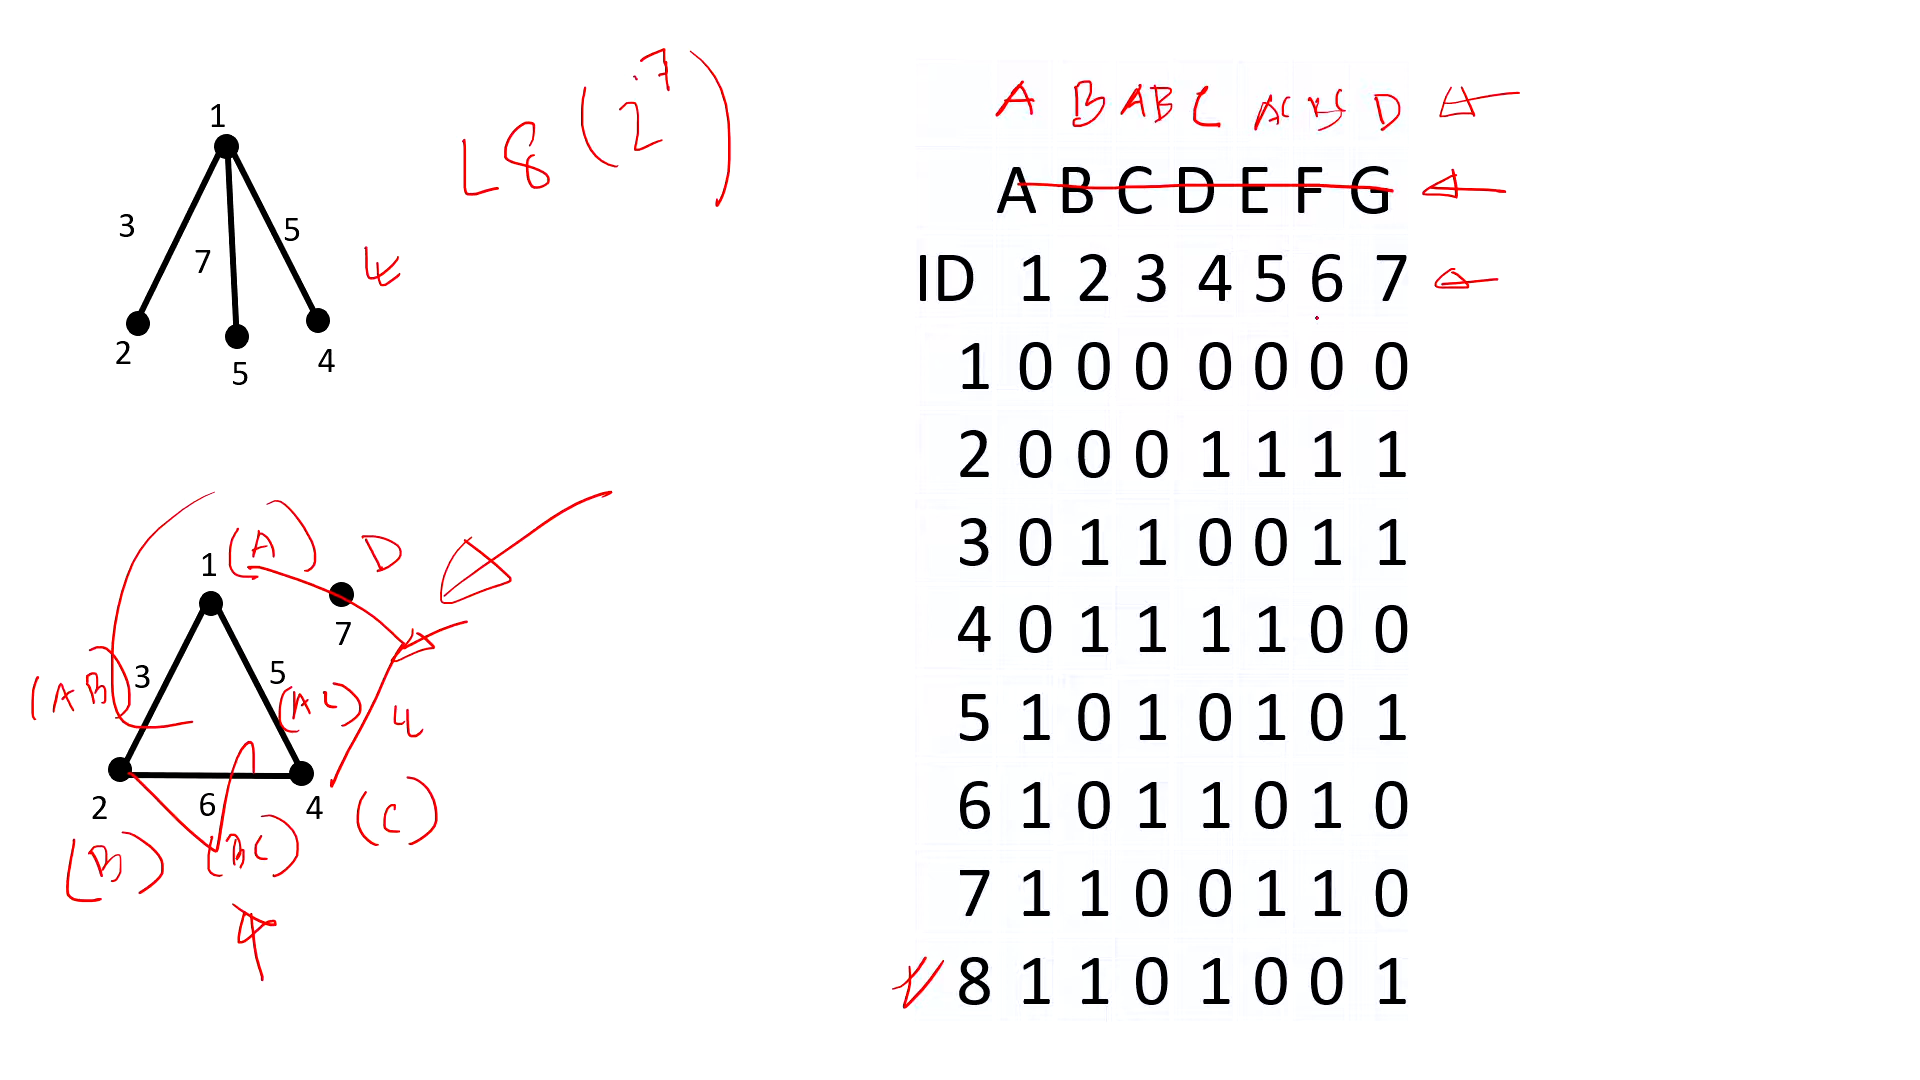 1
3
7
5
2
5
4
L8 (2^7)
1
(A)
D
7
(AB)
3
5
(AC)
4
2
6
4
(C)
(B)
(BC)
A B AB C AC BC D
A B C D E F G
ID 1 2 3 4 5 6 7
1 0 0 0 0 0 0 0
2 0 0 0 1 1 1 1
3 0 1 1 0 0 1 1
4 0 1 1 1 1 0 0
5 1 0 1 0 1 0 1
6 1 0 1 1 0 1 0
7 1 1 0 0 1 1 0
8 1 1 0 1 0 0 1